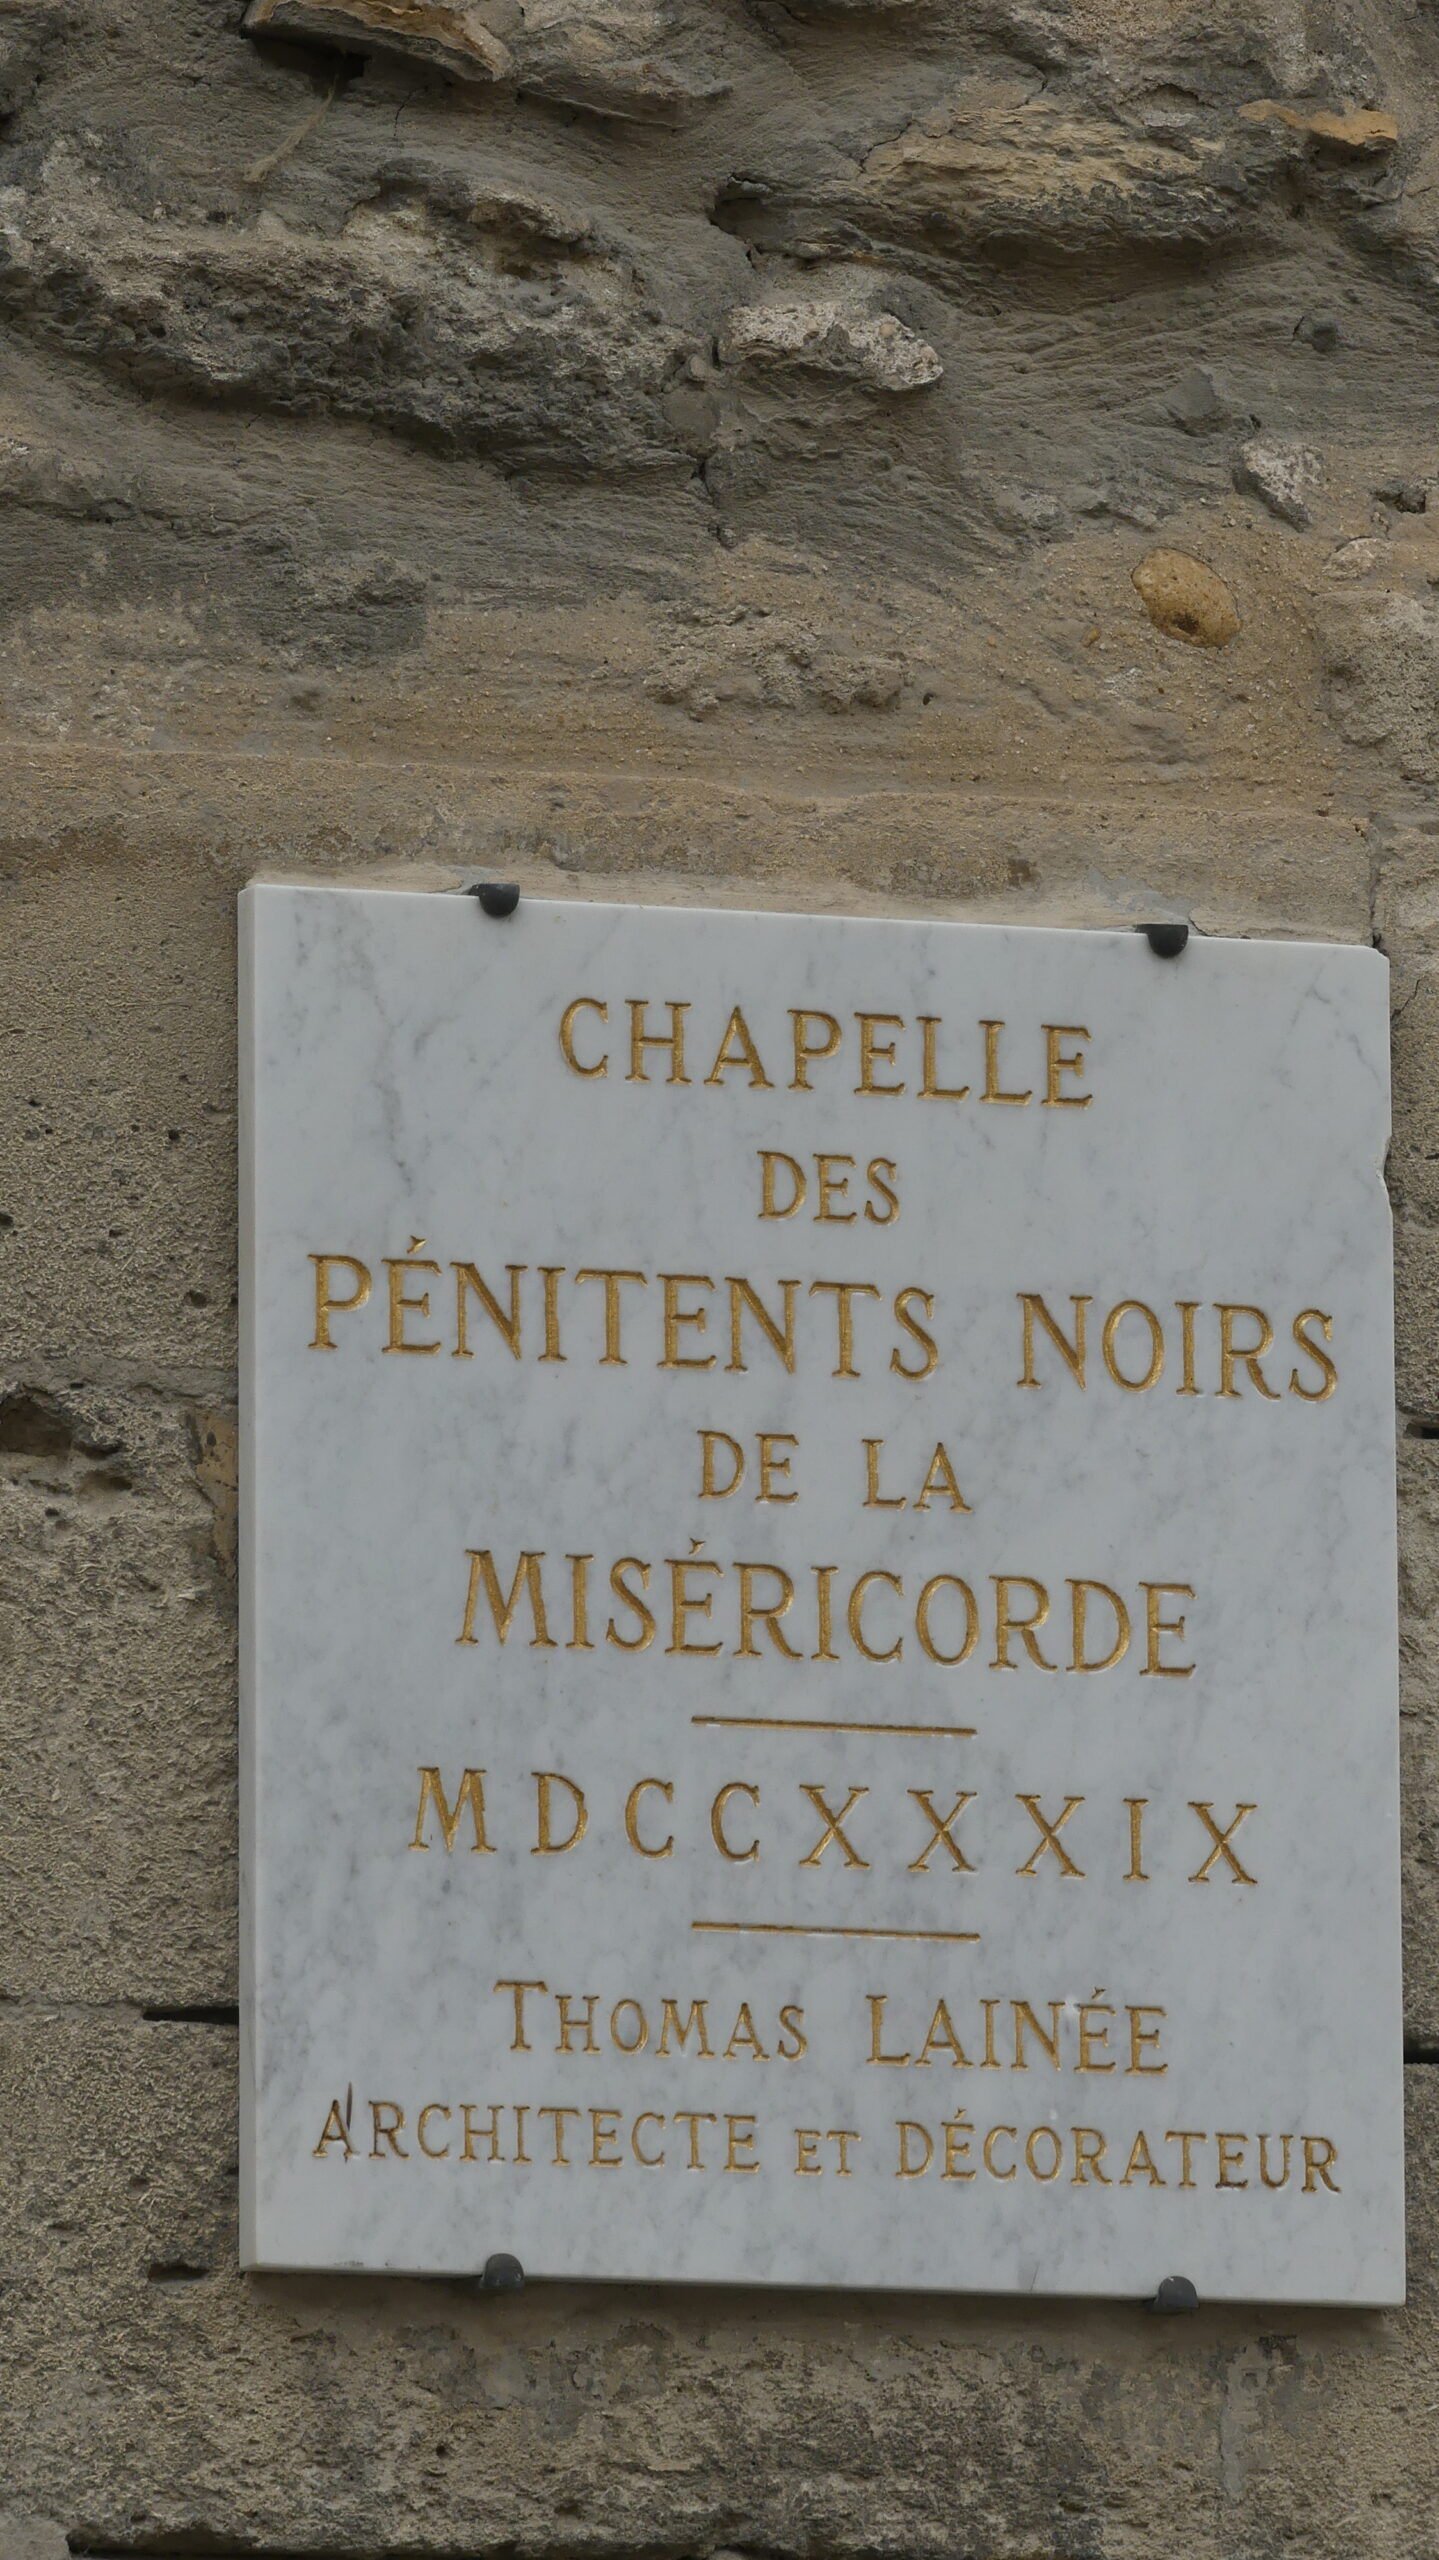 CHAPELLE
DES
PÉNITENTS NOIRS
DE LA
MISÉRICORDE
MDCCXXXIX
THOMAS LAINÉE
ARCHITECTE ET DÉCORATEUR